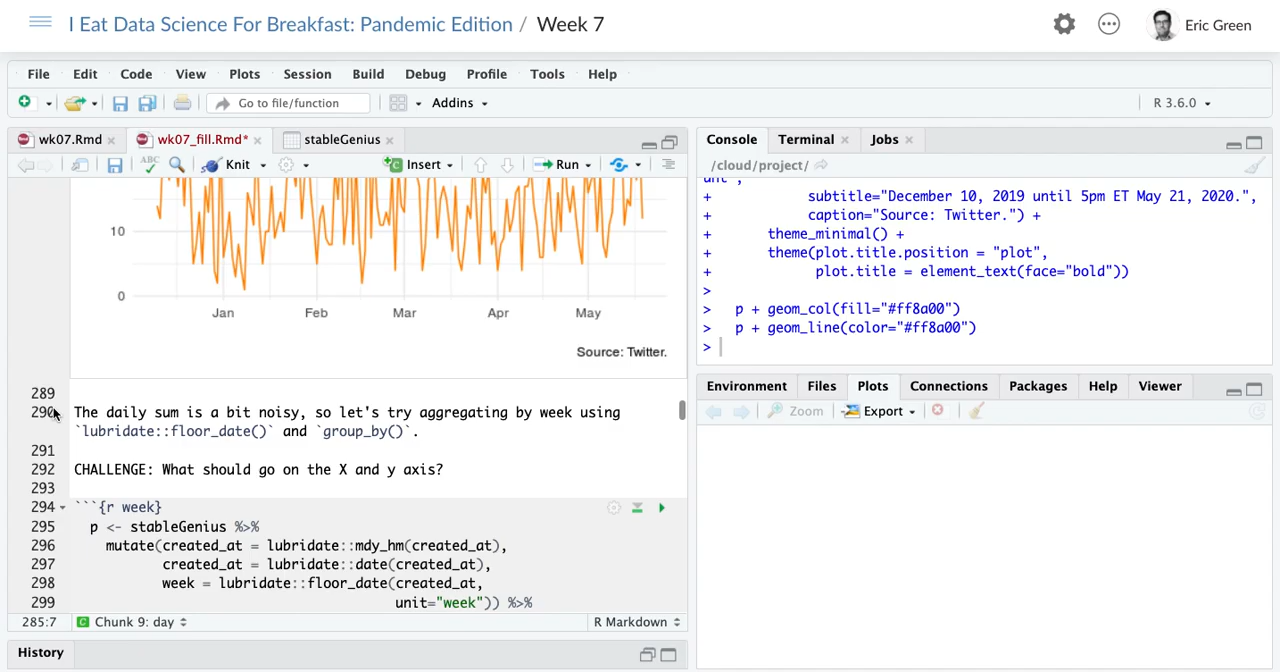 I Eat Data Science For Breakfast: Pandemic Edition / Week 7
Eric Green
File Edit Code View Plots Session Build Debug Profile Tools Help
Go to file/function Addins R 3.6.0
wk07.Rmd wk07_fill.Rmd* stableGenius
ABC Knit Insert Run
10
0
Jan Feb Mar Apr May
Source: Twitter.
289
290 The daily sum is a bit noisy, so let's try aggregating by week using
`lubridate::floor_date()` and `group_by()`.
291
292 CHALLENGE: What should go on the X and y axis?
293
294 ```{r week}
295 p <- stableGenius %>%
296 mutate(created_at = lubridate::mdy_hm(created_at),
297 created_at = lubridate::date(created_at),
298 week = lubridate::floor_date(created_at,
299 unit="week")) %>%
285:7 Chunk 9: day R Markdown
History
Console Terminal Jobs
/cloud/project/
+ subtitle="December 10, 2019 until 5pm ET May 21, 2020.",
+ caption="Source: Twitter.") +
+ theme_minimal() +
+ theme(plot.title.position = "plot",
+ plot.title = element_text(face="bold"))
>
> p + geom_col(fill="#ff8a00")
> p + geom_line(color="#ff8a00")
>
Environment Files Plots Connections Packages Help Viewer
Zoom Export